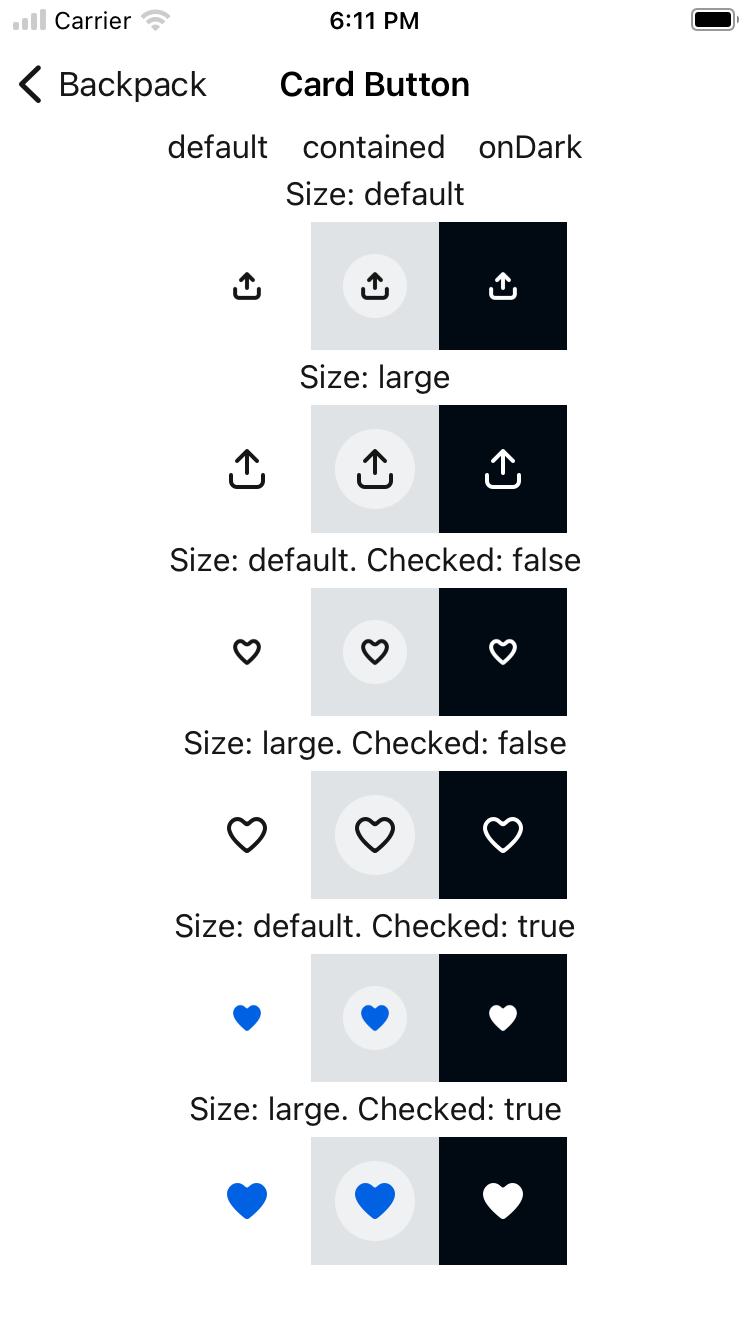 Carrier 6:11 PM
Backpack Card Button
default contained onDark
Size: default
Size: large
Size: default. Checked: false
Size: large. Checked: false
Size: default. Checked: true
Size: large. Checked: true